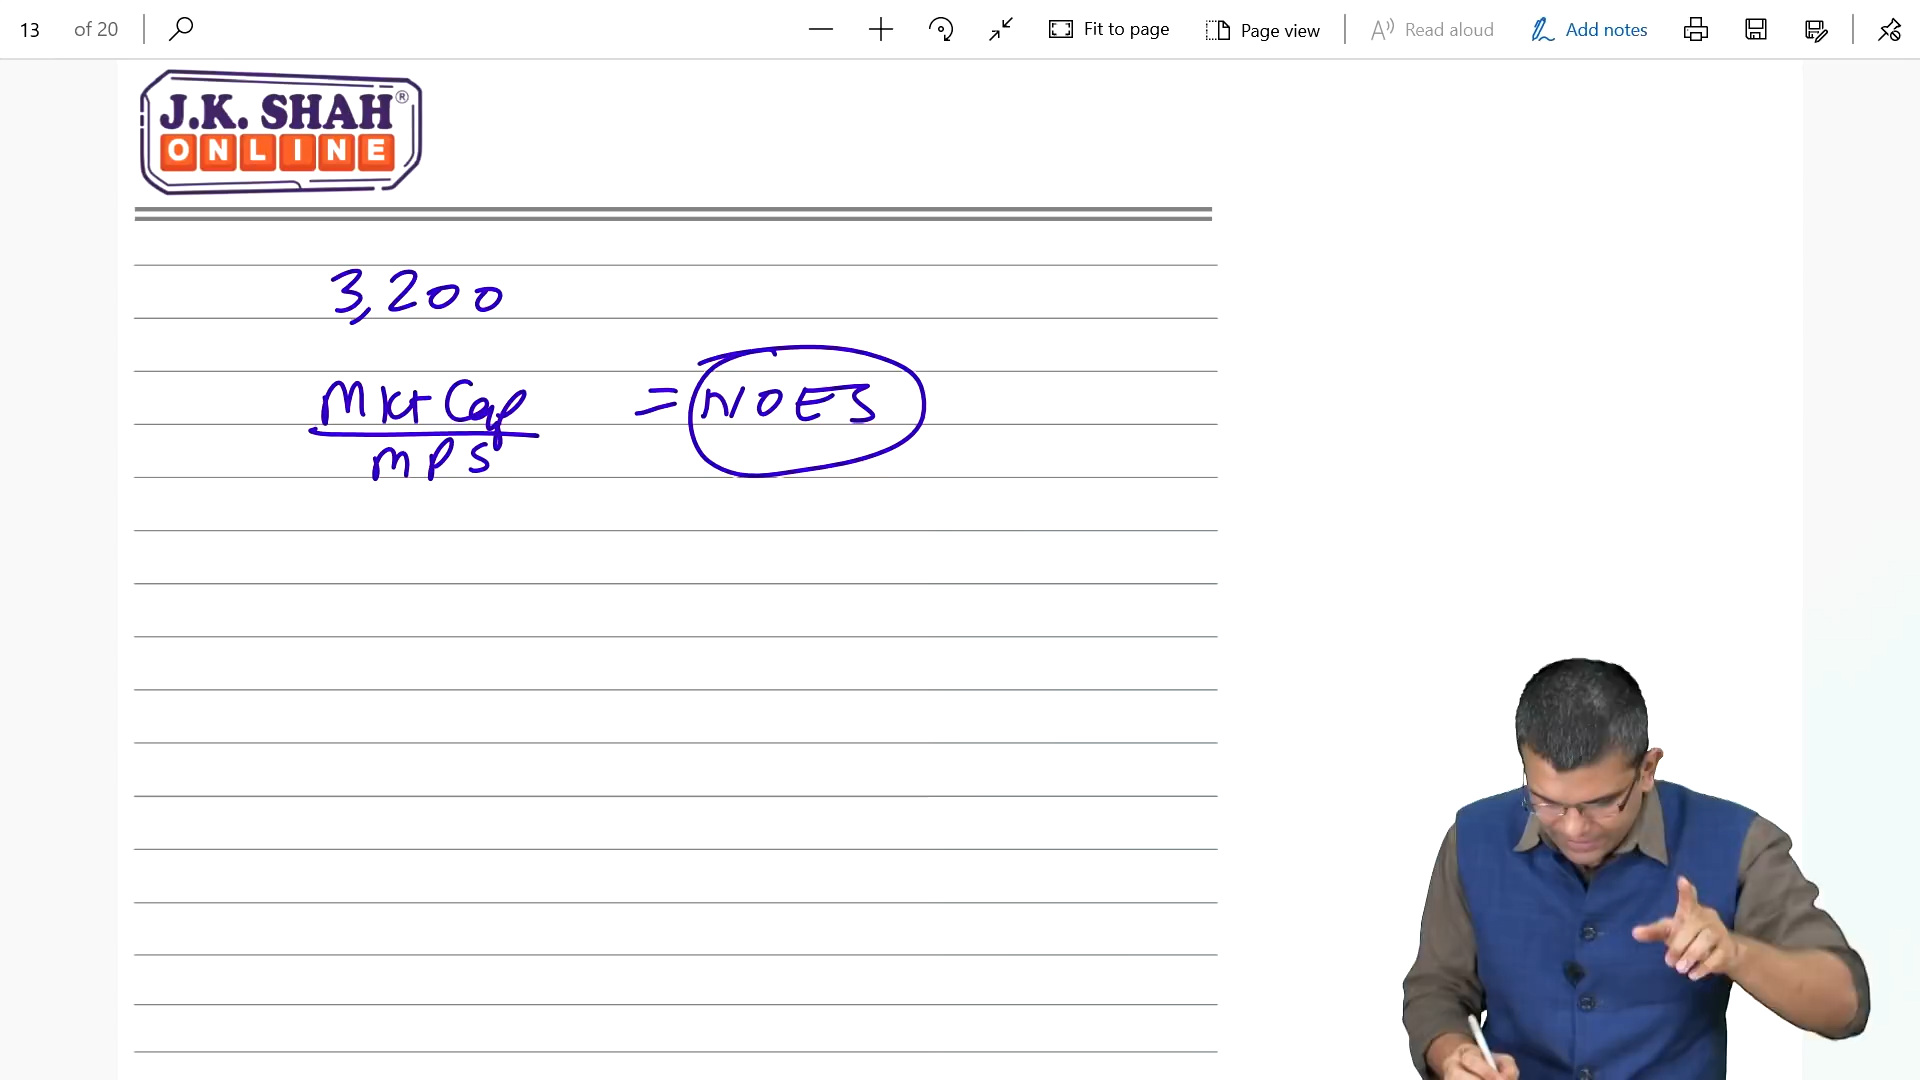 13 of 20 Fit to page Page view Read aloud Add notes
J.K. SHAH®
ONLINE
3,200
Mkt Cap = NOES
MPS